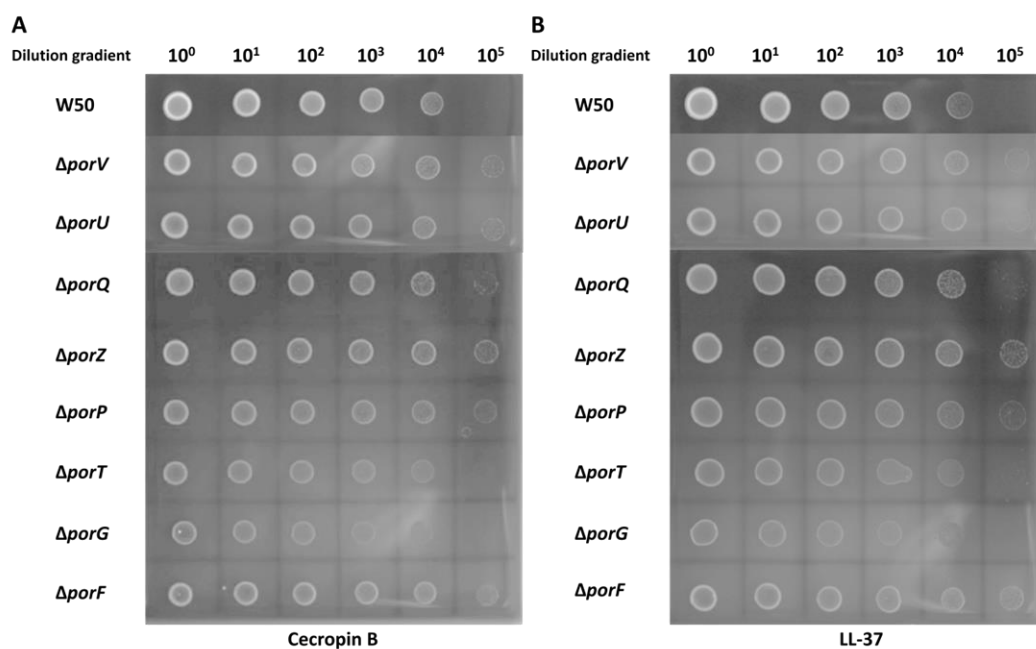 A
B
Dilution gradient 10⁰ 10¹ 10² 10³ 10⁴ 10⁵
Dilution gradient 10⁰ 10¹ 10² 10³ 10⁴ 10⁵
W50
W50
ΔporV
ΔporV
ΔporU
ΔporU
ΔporQ
ΔporQ
ΔporZ
ΔporZ
ΔporP
ΔporP
ΔporT
ΔporT
ΔporG
ΔporG
ΔporF
ΔporF
Cecropin B
LL-37